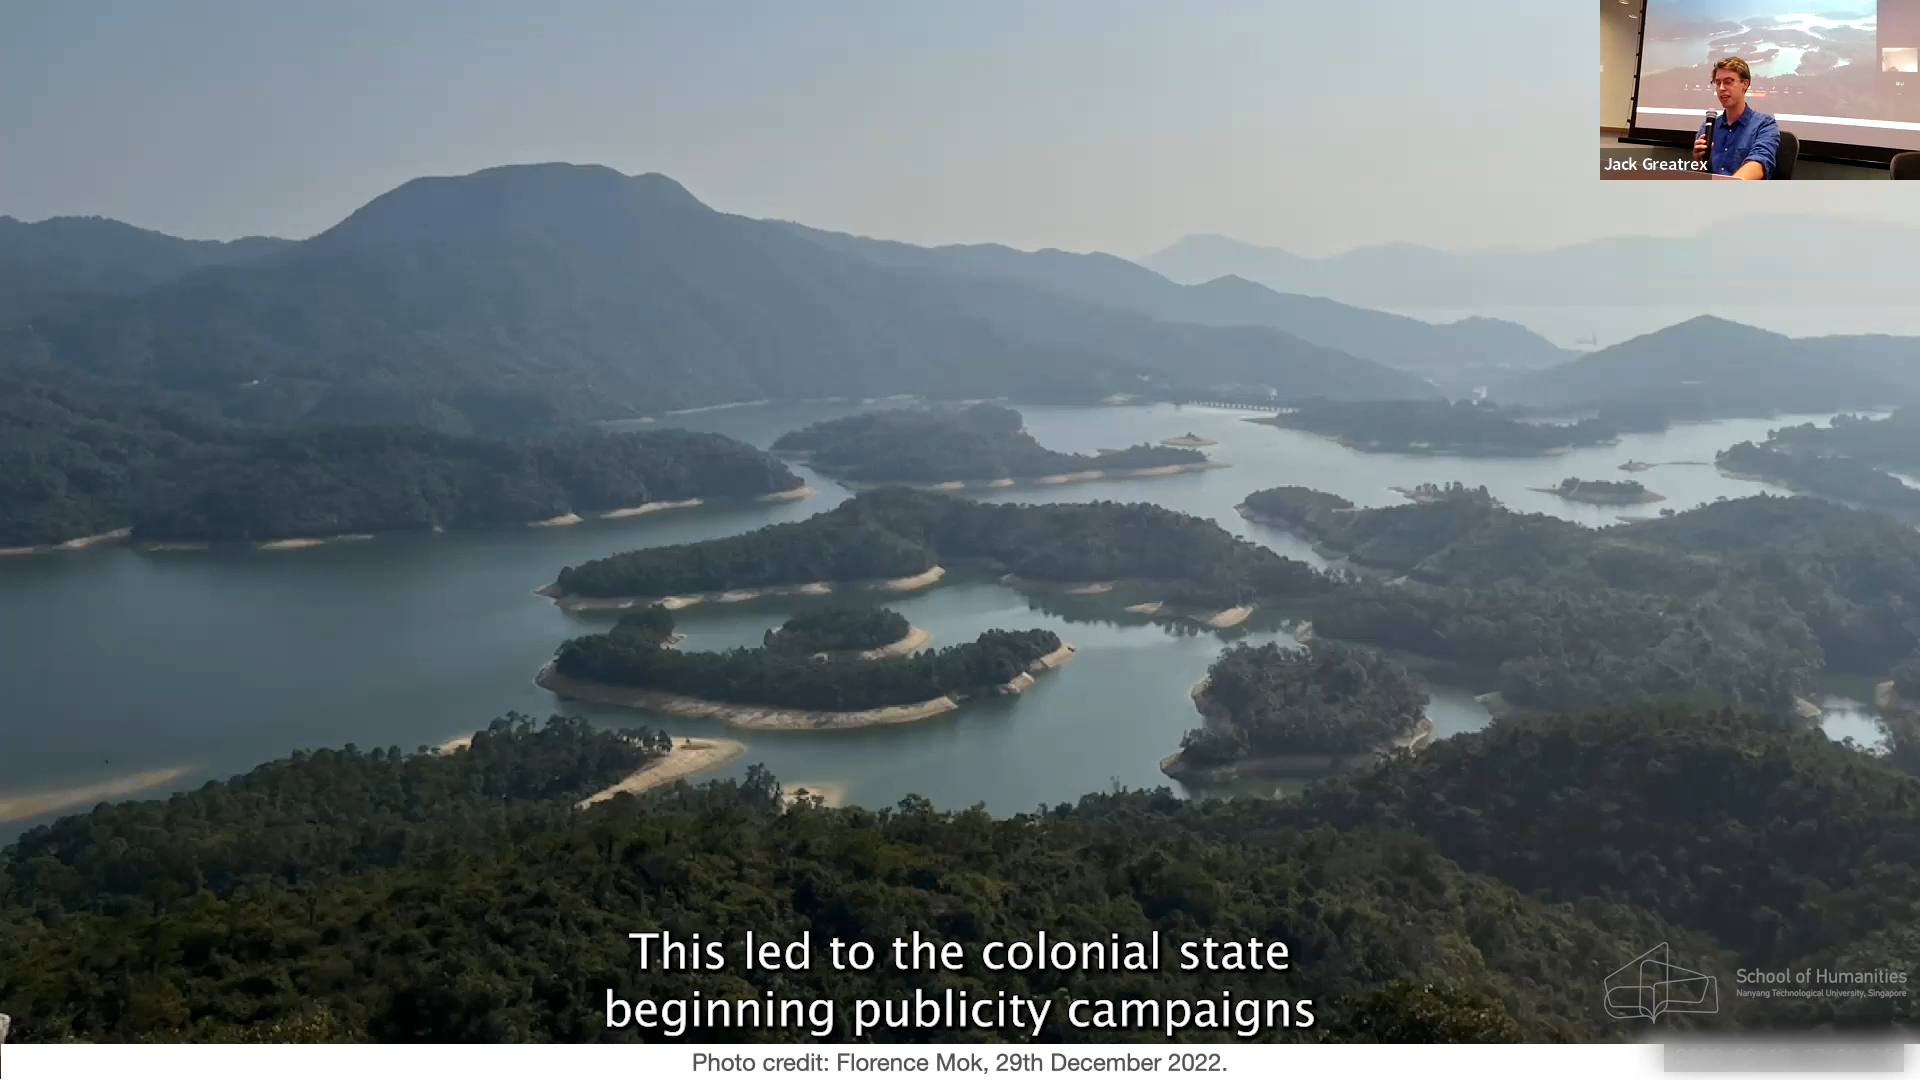 Jack Greatrex
This led to the colonial state
beginning publicity campaigns
School of Humanities
Nanyang Technological University, Singapore
Photo credit: Florence Mok, 29th December 2022.